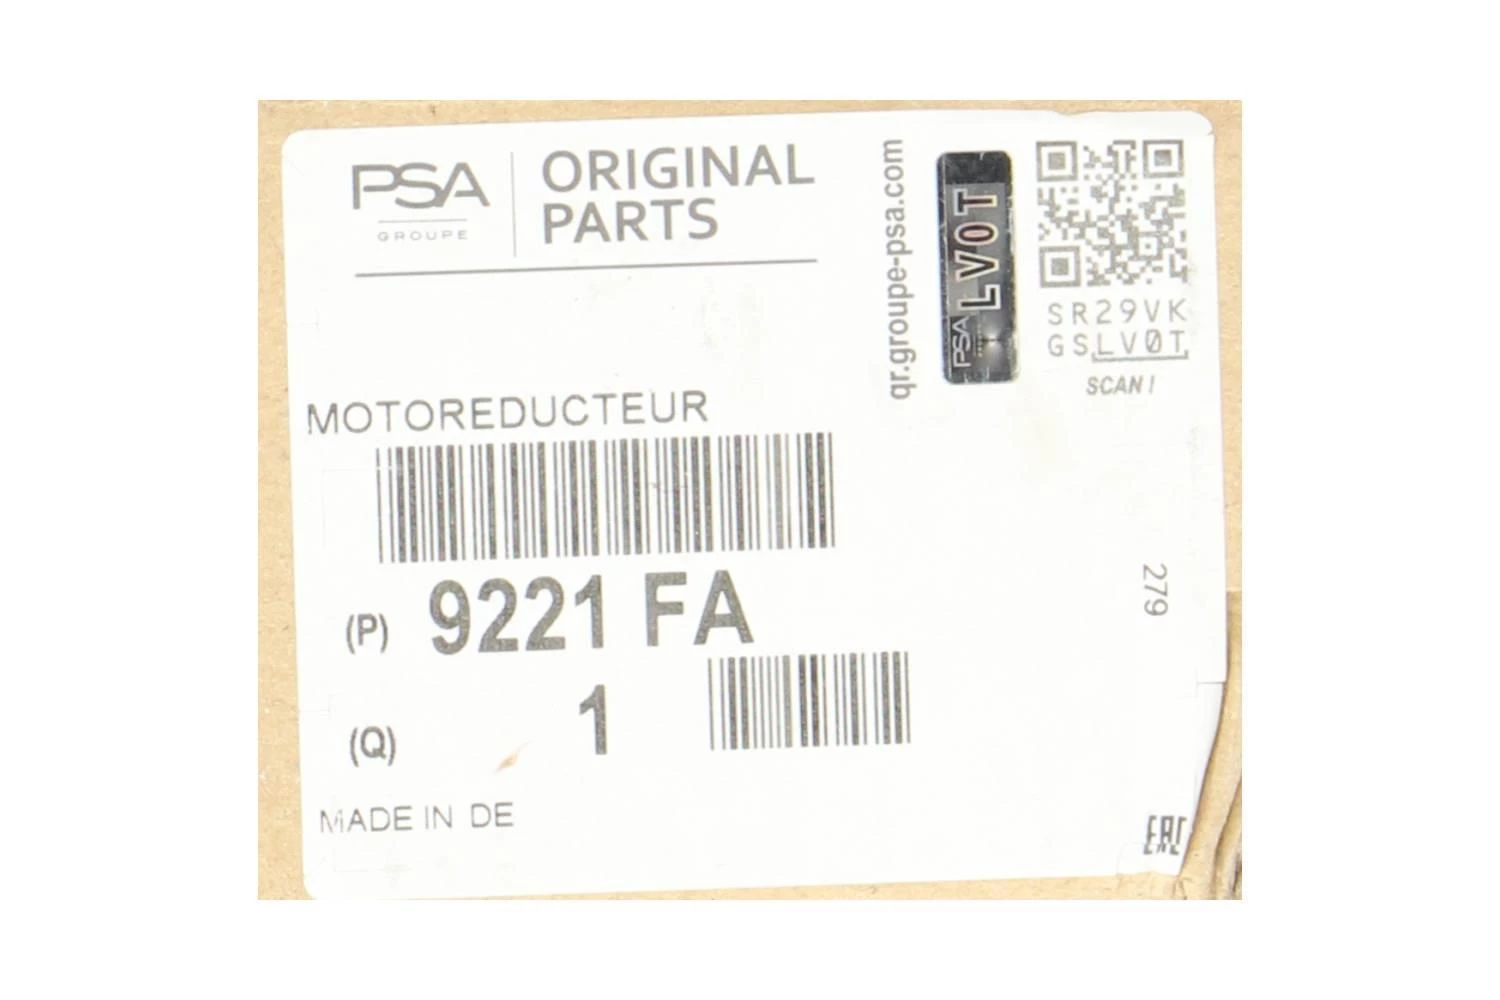 PSA
GROUPE
ORIGINAL
PARTS
qr.groupe-psa.com
PSA LV0T
SR29VK
GSLV0T
SCAN!
MOTOREDUCTEUR
(P) 9221 FA
(Q) 1
279
MADE IN DE
EAC